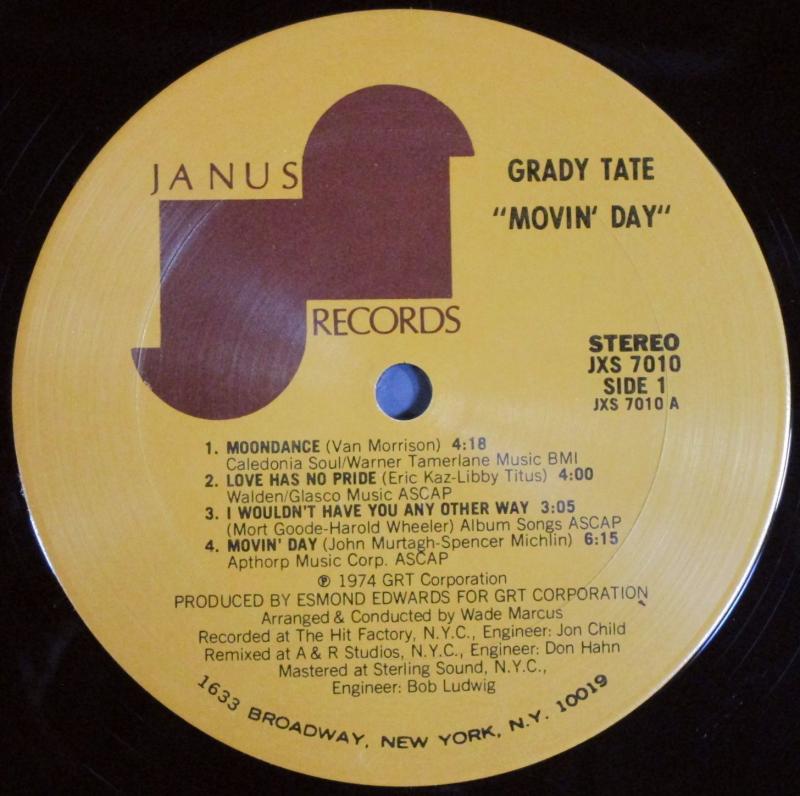 JANUS
RECORDS
GRADY TATE
"MOVIN' DAY"
STEREO
JXS 7010
SIDE 1
JXS 7010 A
1. MOONDANCE (Van Morrison) 4:18
Caledonia Soul/Warner Tamerlane Music BMI
2. LOVE HAS NO PRIDE (Eric Kaz-Libby Titus) 4:00
Walden/Glasco Music ASCAP
3. I WOULDN'T HAVE YOU ANY OTHER WAY 3:05
(Mort Goode-Harold Wheeler) Album Songs ASCAP
4. MOVIN' DAY (John Murtagh-Spencer Michlin) 6:15
Apthorp Music Corp. ASCAP
℗ 1974 GRT Corporation
PRODUCED BY ESMOND EDWARDS FOR GRT CORPORATION
Arranged & Conducted by Wade Marcus
Recorded at The Hit Factory, N.Y.C., Engineer: Jon Child
Remixed at A & R Studios, N.Y.C., Engineer: Don Hahn
Mastered at Sterling Sound, N.Y.C.,
Engineer: Bob Ludwig
1633 BROADWAY, NEW YORK, N.Y. 10019